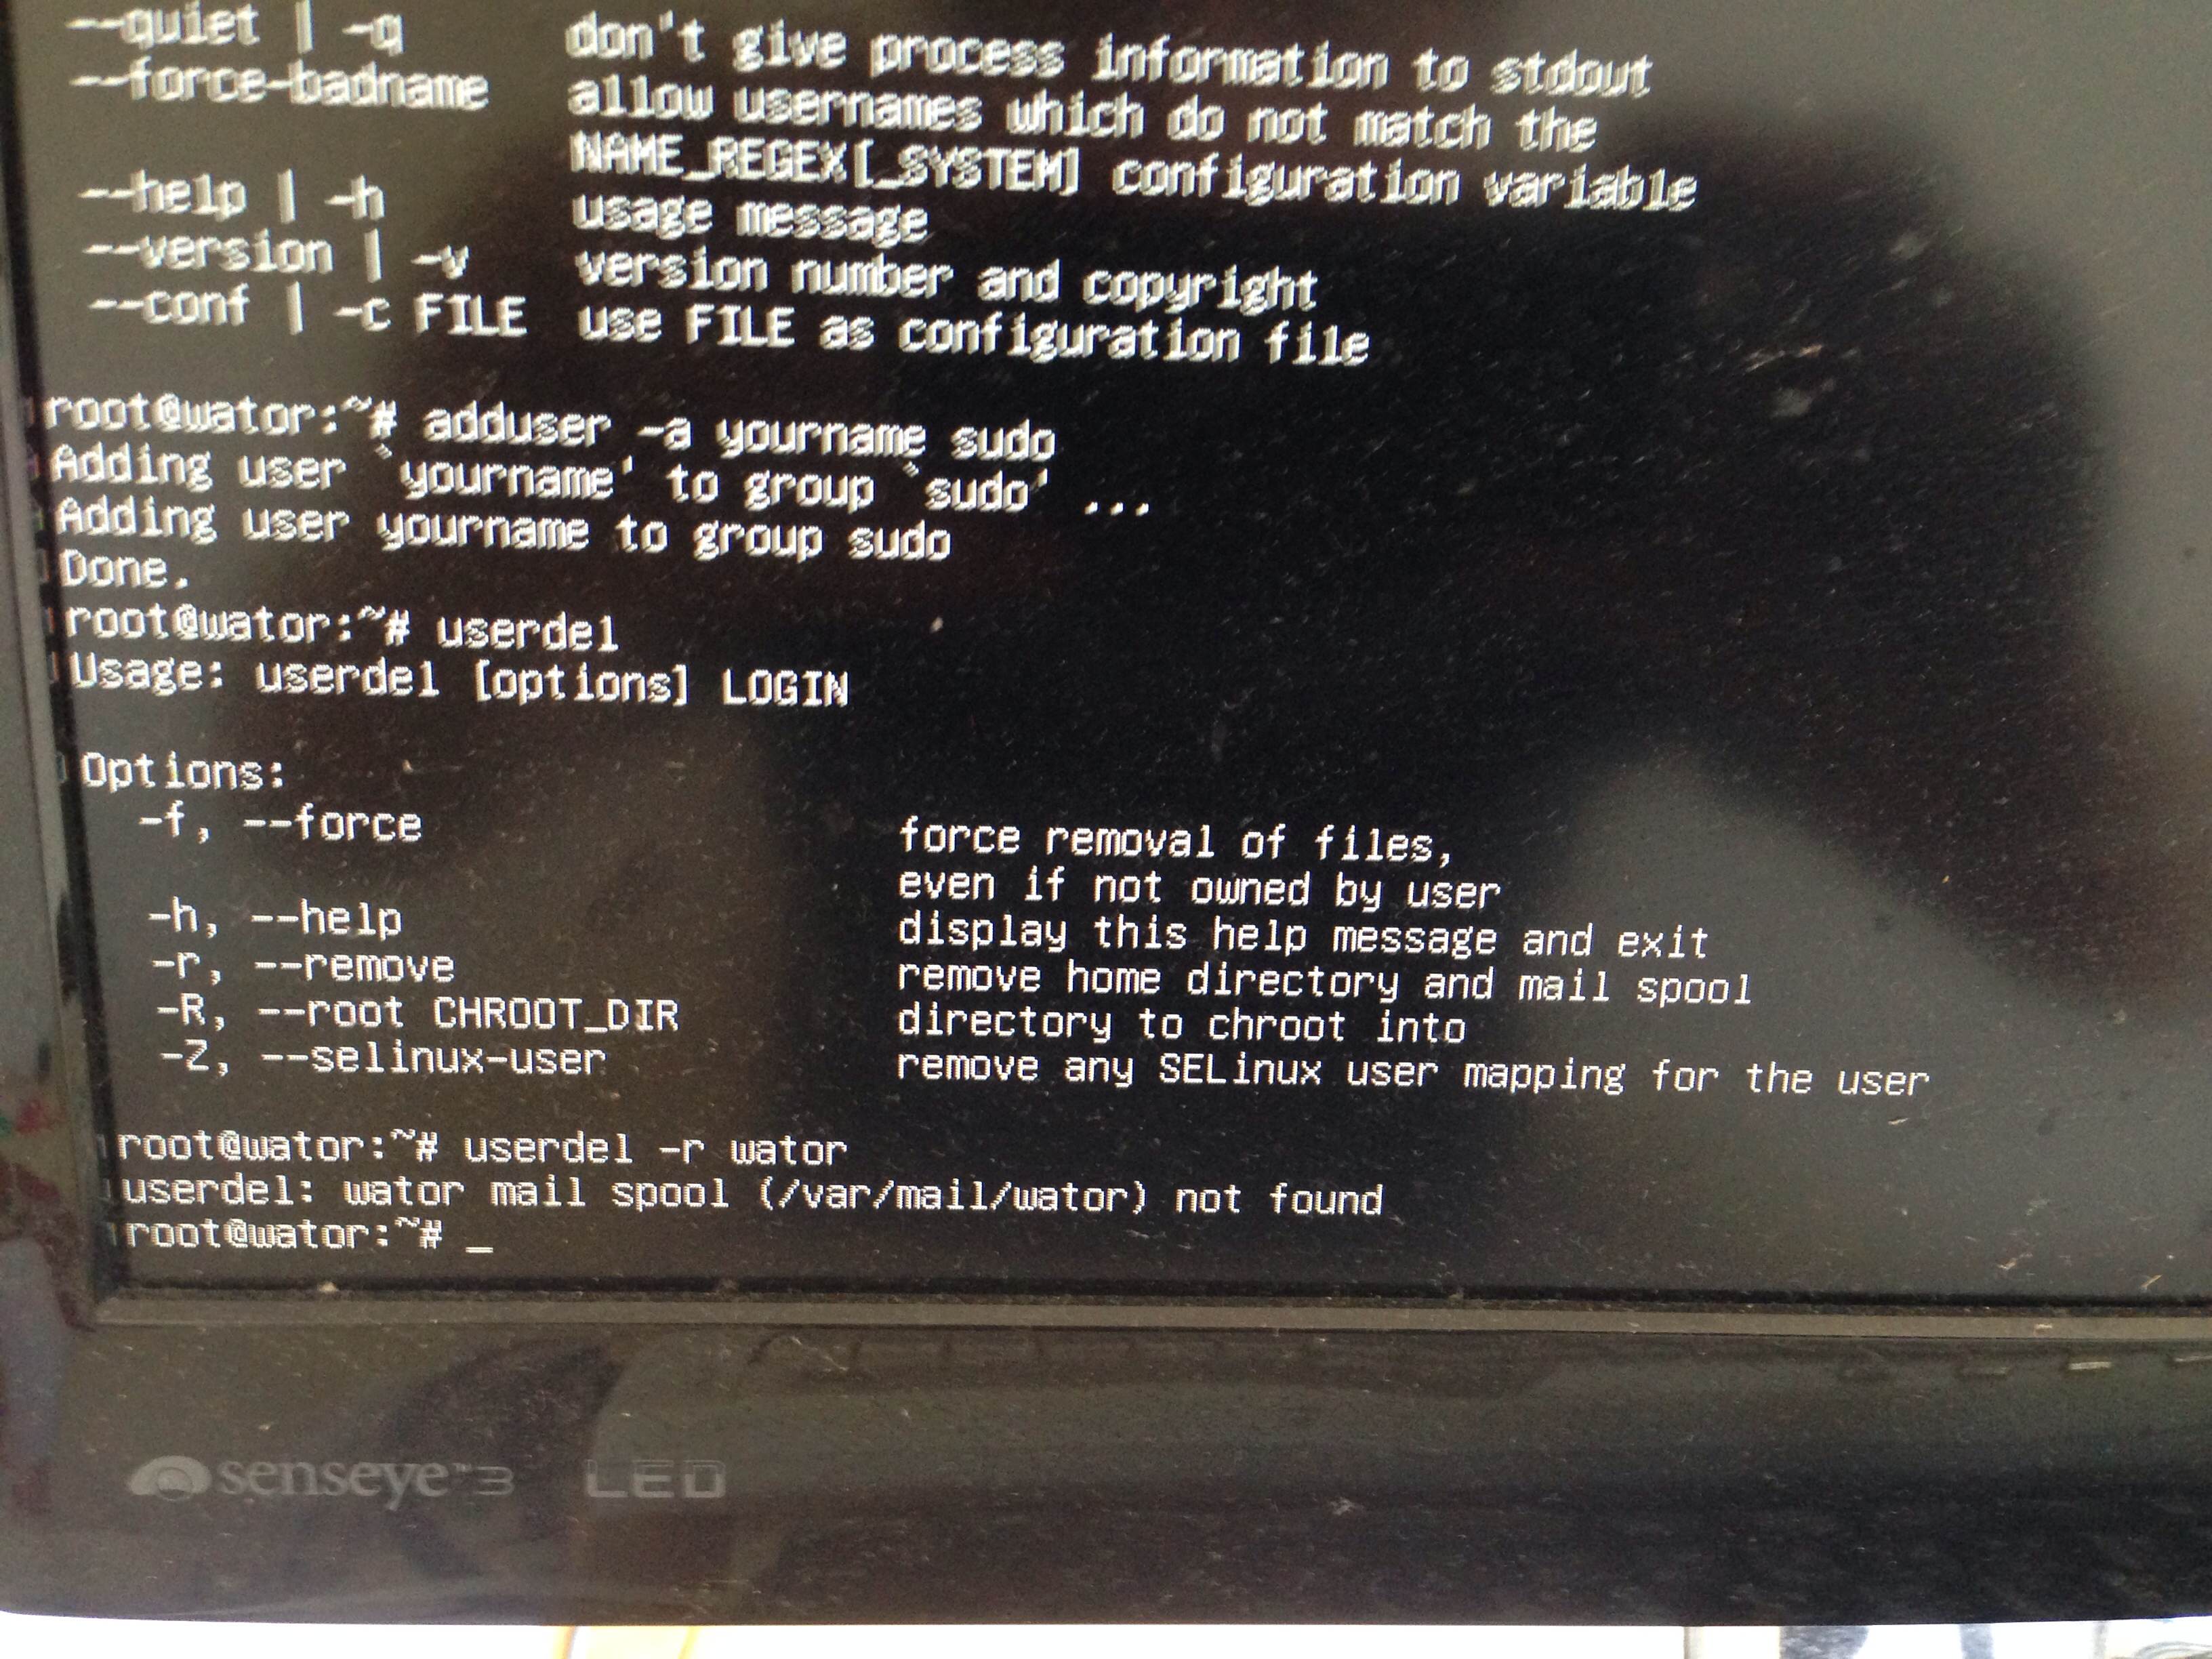 --quiet | -q don't give process information to stdout
--force-badname allow usernames which do not match the
NAME_REGEX[_SYSTEM] configuration variable
--help | -h usage message
--version | -v version number and copyright
--conf | -c FILE use FILE as configuration file
root@wator:~# adduser -a yourname sudo
Adding user `yourname' to group `sudo' ...
Adding user yourname to group sudo
Done.
root@wator:~# userdel
Usage: userdel [options] LOGIN
Options:
-f, --force force removal of files,
even if not owned by user
-h, --help display this help message and exit
-r, --remove remove home directory and mail spool
-R, --root CHROOT_DIR directory to chroot into
-Z, --selinux-user remove any SELinux user mapping for the user
root@wator:~# userdel -r wator
userdel: wator mail spool (/var/mail/wator) not found
root@wator:~# _
senseye™3 LED